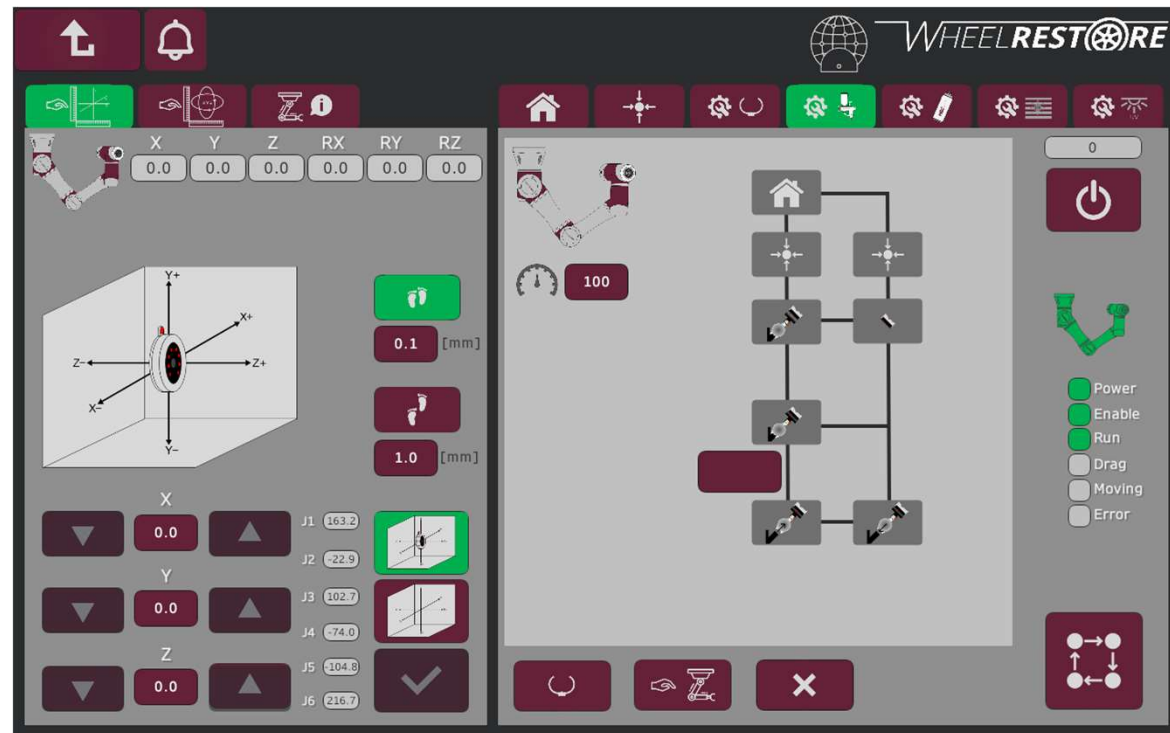 WHEELRESTORE
X Y Z RX RY RZ
0.0 0.0 0.0 0.0 0.0 0.0
0
100
Y+
X+
Z- Z+
X-
Y-
0.1 [mm]
1.0 [mm]
Power
Enable
Run
Drag
Moving
Error
X
0.0
Y
0.0
Z
0.0
J1 163.2
J2 -22.9
J3 102.7
J4 -74.0
J5 -104.8
J6 216.7